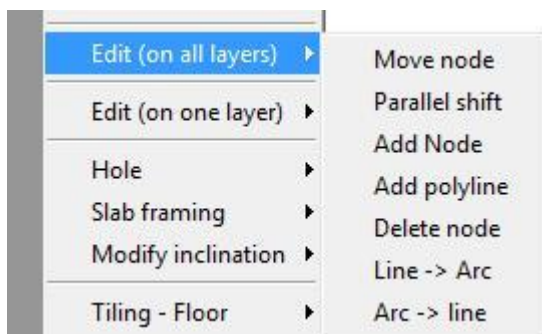 Edit (on all layers)
Edit (on one layer)
Hole
Slab framing
Modify inclination
Tiling - Floor
Move node
Parallel shift
Add Node
Add polyline
Delete node
Line -> Arc
Arc -> line